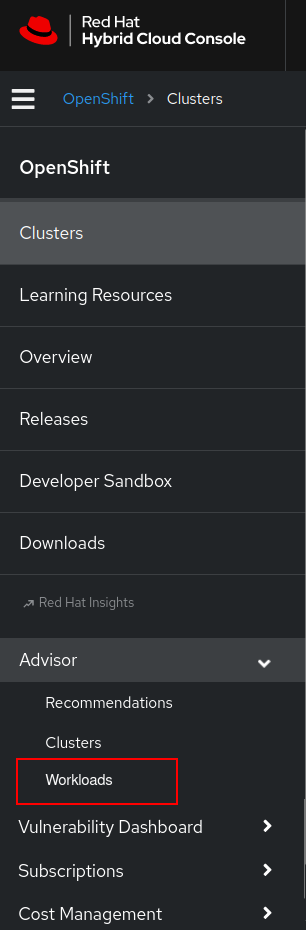 Red Hat
Hybrid Cloud Console
OpenShift > Clusters
OpenShift
Clusters
Learning Resources
Overview
Releases
Developer Sandbox
Downloads
Red Hat Insights
Advisor
Recommendations
Clusters
Workloads
Vulnerability Dashboard
Subscriptions
Cost Management